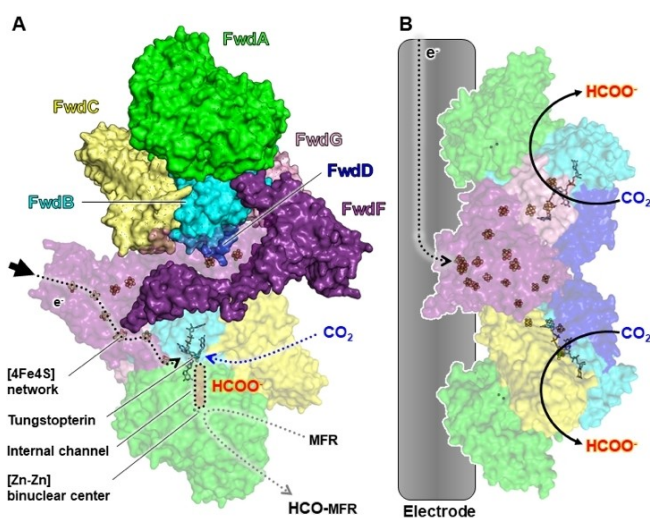 A
FwdA
FwdC
FwdG
FwdD
FwdB
FwdF
e-
CO₂
[4Fe4S]
network
HCOO⁻
Tungstopterin
Internal channel
MFR
[Zn-Zn]
binuclear center
HCO-MFR
B
e-
HCOO⁻
CO₂
CO₂
HCOO⁻
Electrode